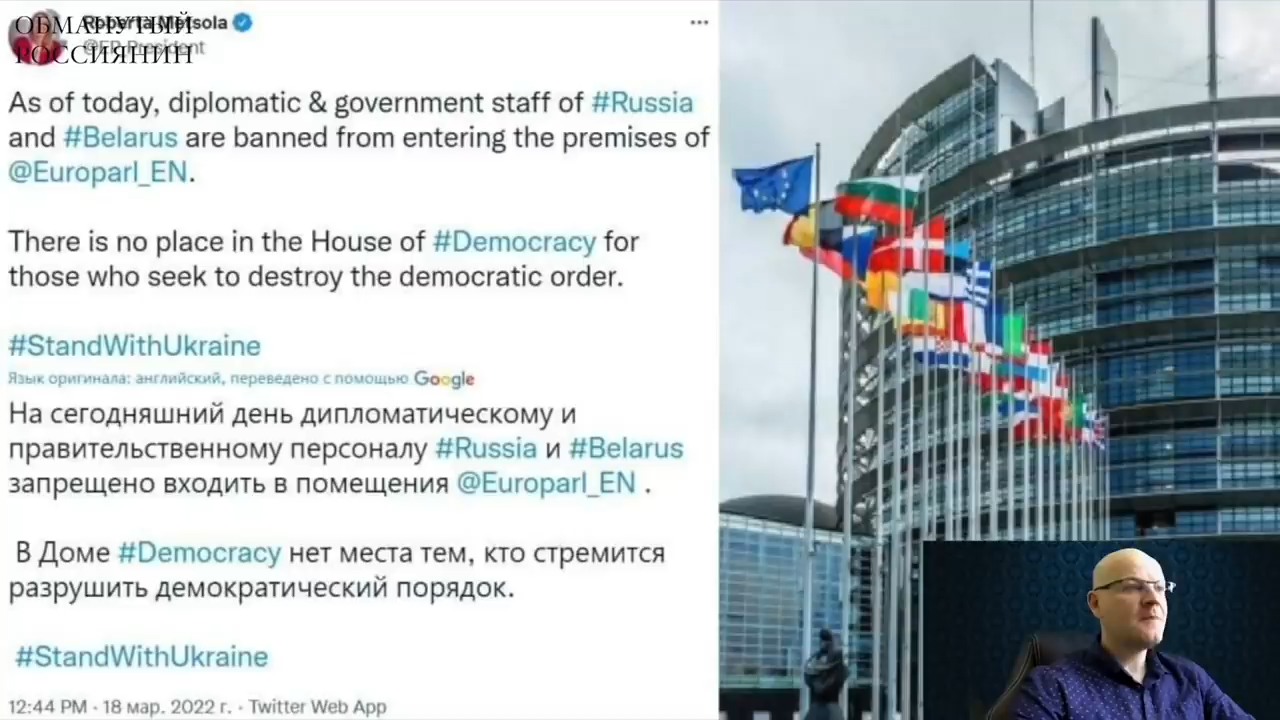 ОБМАНУТЫЙ
РОССИЯНИН
Roberta Metsola
@EP_President
As of today, diplomatic & government staff of #Russia
and #Belarus are banned from entering the premises of
@Europarl_EN.
There is no place in the House of #Democracy for
those who seek to destroy the democratic order.
#StandWithUkraine
Язык оригинала: английский, переведено с помощью Google
На сегодняшний день дипломатическому и
правительственному персоналу #Russia и #Belarus
запрещено входить в помещения @Europarl_EN .
В Доме #Democracy нет места тем, кто стремится
разрушить демократический порядок.
#StandWithUkraine
12:44 PM · 18 мар. 2022 г. · Twitter Web App